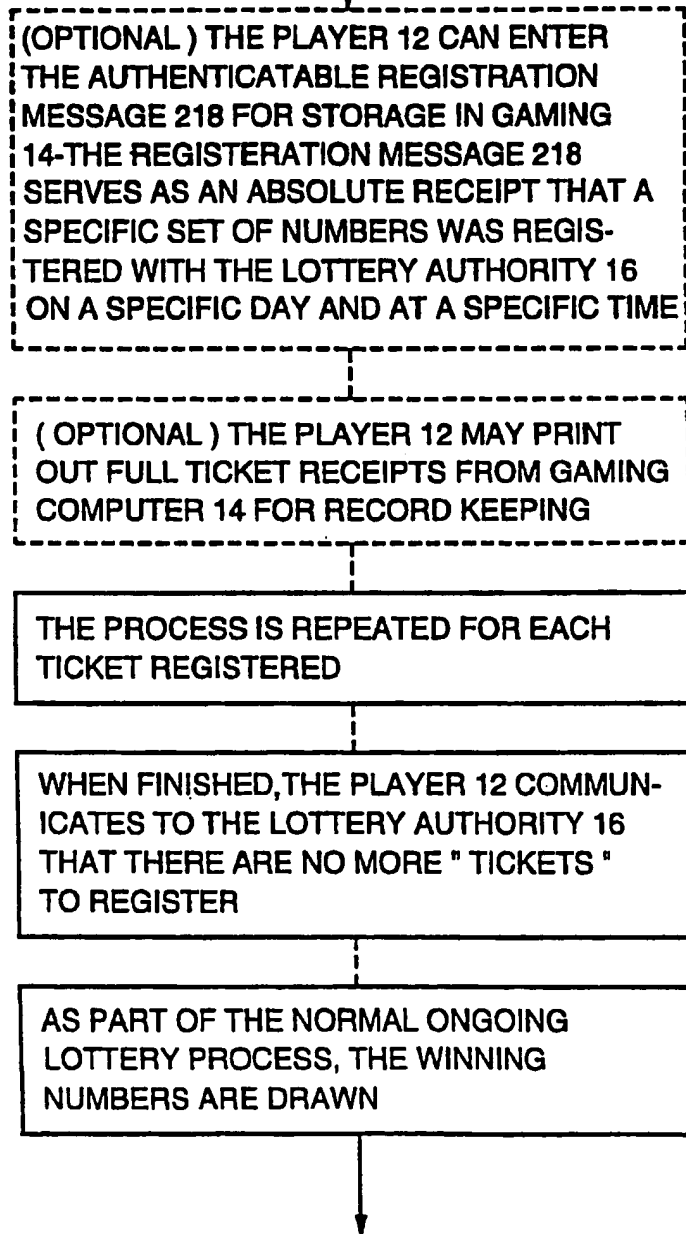 (OPTIONAL ) THE PLAYER 12 CAN ENTER
THE AUTHENTICATABLE REGISTRATION
MESSAGE 218 FOR STORAGE IN GAMING
14-THE REGISTERATION MESSAGE 218
SERVES AS AN ABSOLUTE RECEIPT THAT A
SPECIFIC SET OF NUMBERS WAS REGIS-
TERED WITH THE LOTTERY AUTHORITY 16
ON A SPECIFIC DAY AND AT A SPECIFIC TIME
( OPTIONAL ) THE PLAYER 12 MAY PRINT
OUT FULL TICKET RECEIPTS FROM GAMING
COMPUTER 14 FOR RECORD KEEPING
THE PROCESS IS REPEATED FOR EACH
TICKET REGISTERED
WHEN FINISHED,THE PLAYER 12 COMMUN-
ICATES TO THE LOTTERY AUTHORITY 16
THAT THERE ARE NO MORE " TICKETS "
TO REGISTER
AS PART OF THE NORMAL ONGOING
LOTTERY PROCESS, THE WINNING
NUMBERS ARE DRAWN